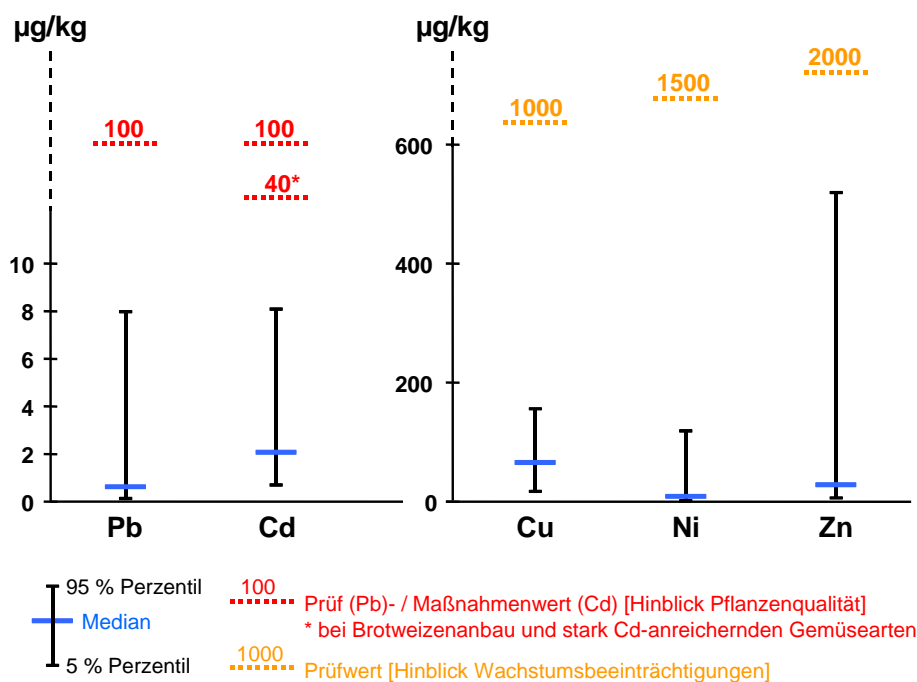 µg/kg
100
100
40*
10
8
6
4
2
0
Pb
Cd
µg/kg
1000
1500
2000
600
400
200
0
Cu
Ni
Zn
95 % Perzentil
Median
5 % Perzentil
100
Prüf (Pb)- / Maßnahmenwert (Cd) [Hinblick Pflanzenqualität]
* bei Brotweizenanbau und stark Cd-anreichernden Gemüsearten
1000
Prüfwert [Hinblick Wachstumsbeeinträchtigungen]